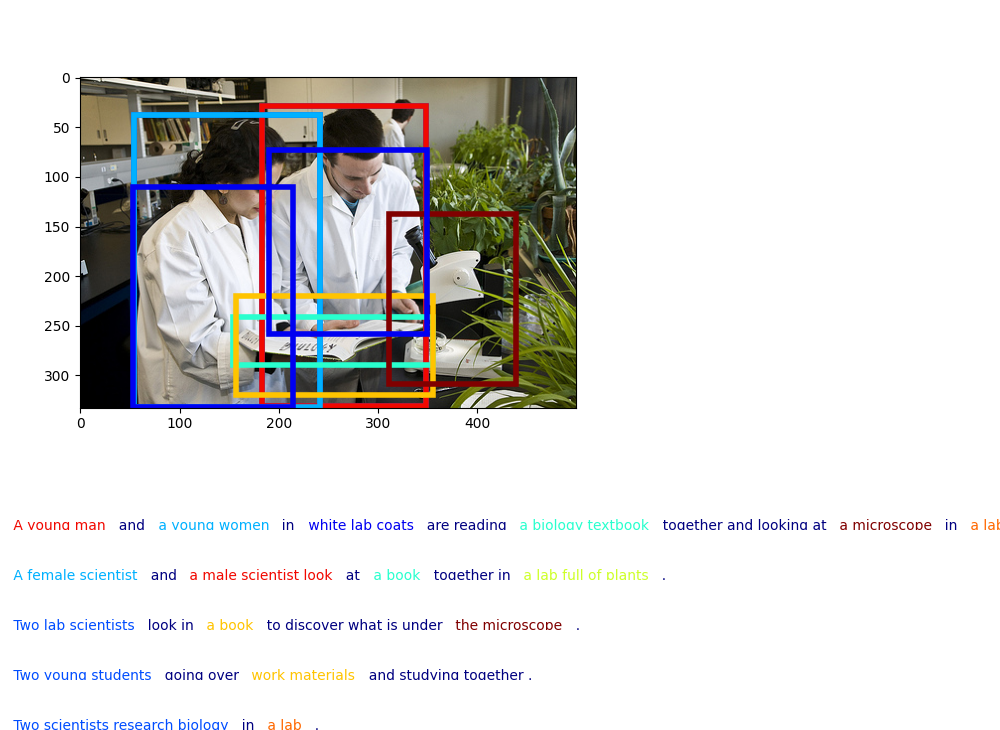 0
50
100
150
200
250
300
0 100 200 300 400
BIOLOGY
A young man and a young women in white lab coats are reading a biology textbook together and looking at a microscope in a lab
A female scientist and a male scientist look at a book together in a lab full of plants .
Two lab scientists look in a book to discover what is under the microscope .
Two young students going over work materials and studying together .
Two scientists research biology in a lab .